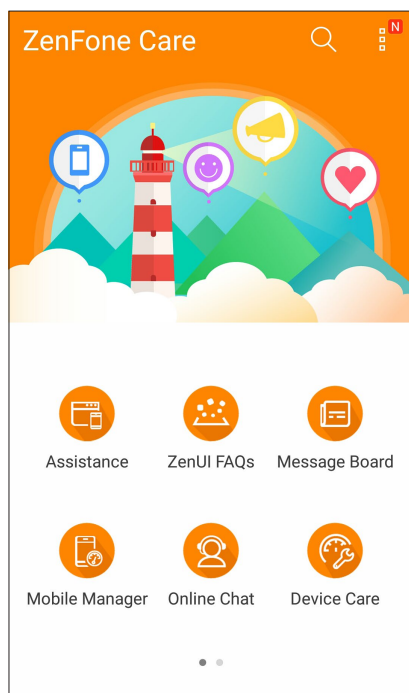 ZenFone Care
N
Assistance
ZenUI FAQs
Message Board
Mobile Manager
Online Chat
Device Care